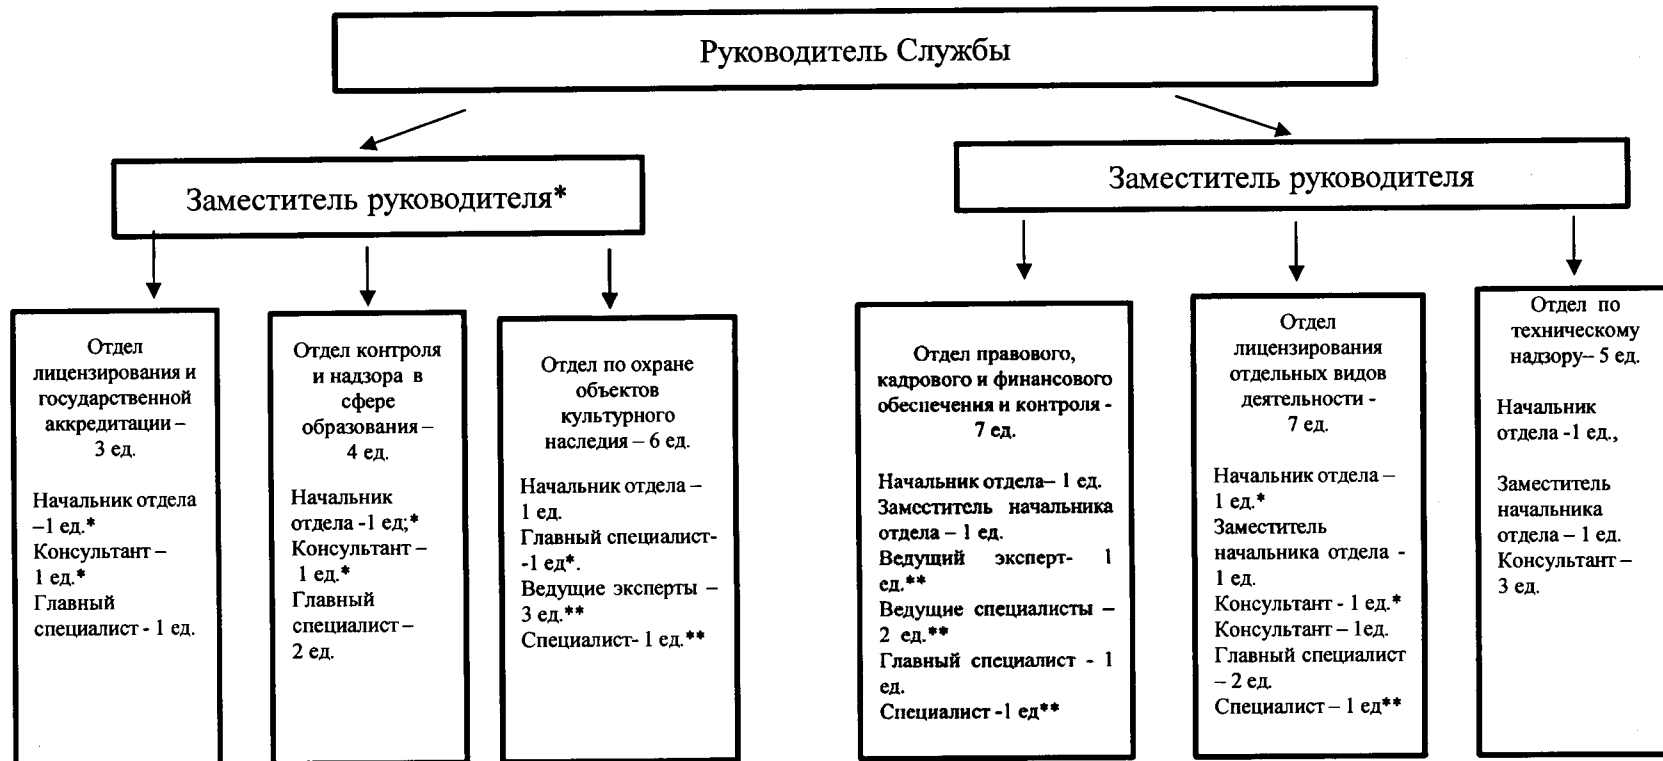 Руководитель Службы
Заместитель руководителя*
Заместитель руководителя
Отдел
лицензирования и
государственной
аккредитации –
3 ед.
Начальник отдела
–1 ед.*
Консультант –
1 ед.*
Главный
специалист - 1 ед.
Отдел контроля
и надзора в
сфере
образования –
4 ед.
Начальник
отдела -1 ед;*
Консультант –
1 ед.*
Главный
специалист –
2 ед.
Отдел по охране
объектов
культурного
наследия – 6 ед.
Начальник отдела –
1 ед.
Главный специалист-
-1 ед*.
Ведущие эксперты –
3 ед.**
Специалист- 1 ед.**
Отдел правового,
кадрового и финансового
обеспечения и контроля -
7 ед.
Начальник отдела– 1 ед.
Заместитель начальника
отдела – 1 ед.
Ведущий эксперт- 1
ед.**
Ведущие специалисты –
2 ед.**
Главный специалист - 1
ед.
Специалист -1 ед**
Отдел
лицензирования
отдельных видов
деятельности -
7 ед.
Начальник отдела –
1 ед.*
Заместитель
начальника отдела -
1 ед.
Консультант - 1 ед.*
Консультант – 1ед.
Главный специалист
– 2 ед.
Специалист – 1 ед**
Отдел по
техническому
надзору– 5 ед.
Начальник
отдела -1 ед.,
Заместитель
начальника
отдела – 1 ед.
Консультант –
3 ед.